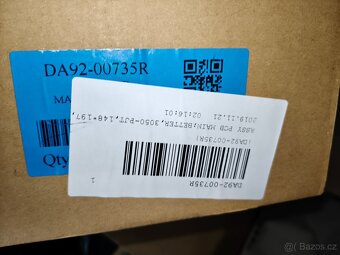 DA92-00735R
MA
Qty
2019.11.21 02:16:01
ASSY PCB MAIN;BETTER,3050-PJT,148*197,
(DA92-00735R)
1
DA92-00735R
bazos.cz